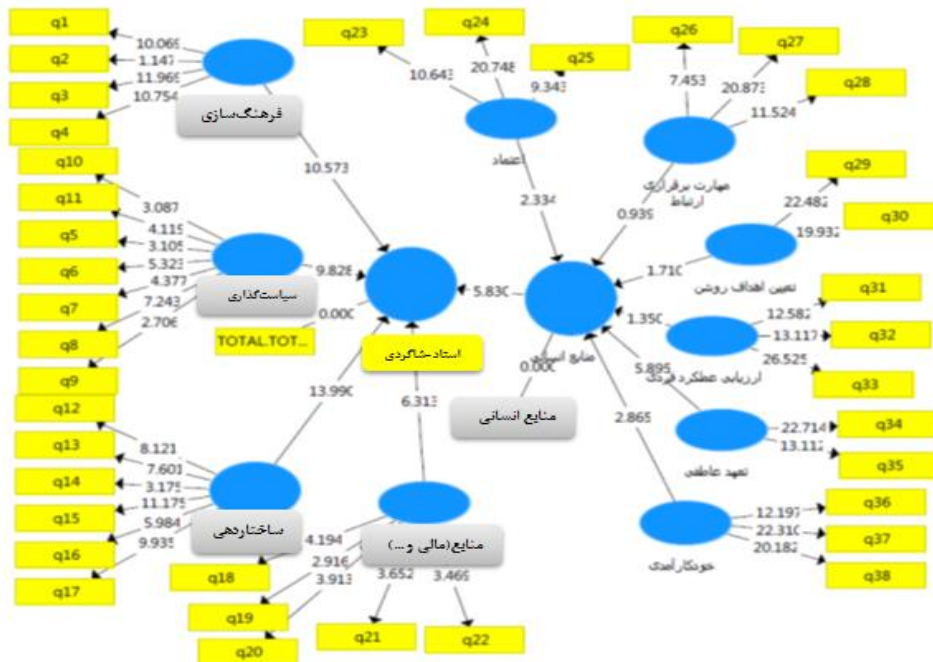 q1
q2
q3
q4
10.069
1.147
11.969
10.754
فرهنگ‌سازی
10.573
q10
q11
q5
q6
q7
q8
q9
3.087
4.119
3.105
5.323
4.377
7.243
2.706
سیاست‌گذاری
9.828
0.000
TOTAL.TOT...
استاد-شاگردی
q12
q13
q14
q15
q16
q17
8.121
7.601
3.175
11.175
5.984
9.935
ساختاردهی
13.990
6.313
منابع(مالی و...)
4.194
2.916
3.913
3.652
3.469
q18
q19
q20
q21
q22
q23
q24
q25
10.643
20.748
9.343
اعتماد
2.334
q26
q27
q28
7.453
20.873
11.524
مهارت برقراری
ارتباط
0.939
q29
q30
22.482
19.932
تعیین اهداف روشن
1.710
q31
q32
q33
12.582
13.117
26.525
ارزیابی عملکرد فردی
1.350
q34
q35
22.714
13.112
تعهد عاطفی
5.895
q36
q37
q38
12.197
22.310
20.182
خودکارآمدی
2.865
5.830
منابع انسانی
0.000
منابع انسانی